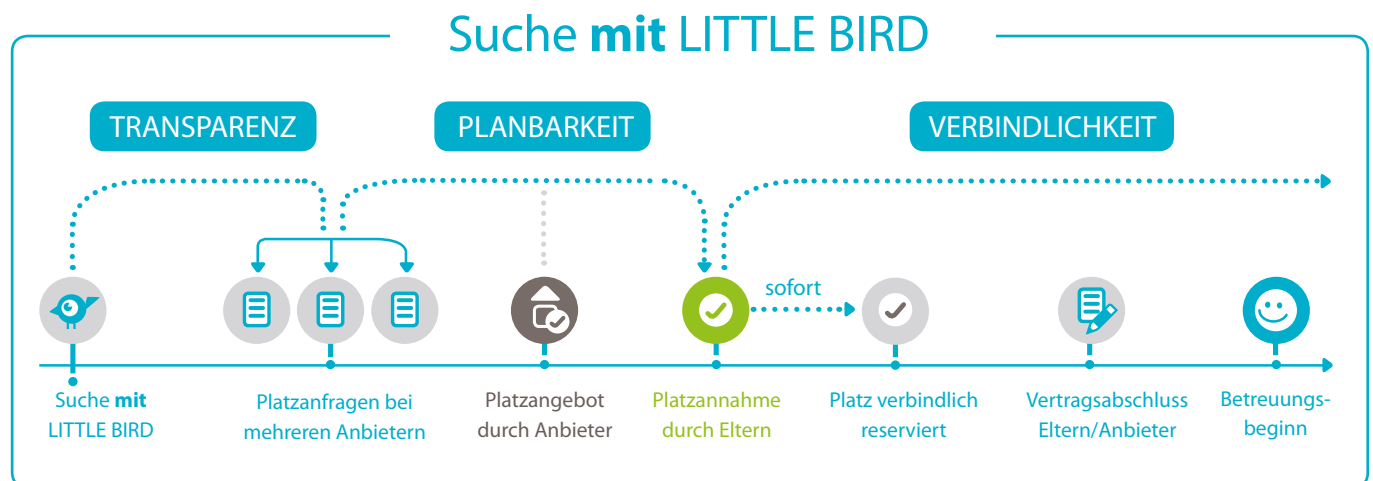 Suche mit LITTLE BIRD
TRANSPARENZ
PLANBARKEIT
VERBINDLICHKEIT
sofort
Suche mit
LITTLE BIRD
Platzanfragen bei
mehreren Anbietern
Platzangebot
durch Anbieter
Platzannahme
durch Eltern
Platz verbindlich
reserviert
Vertragsabschluss
Eltern/Anbieter
Betreuungs-
beginn